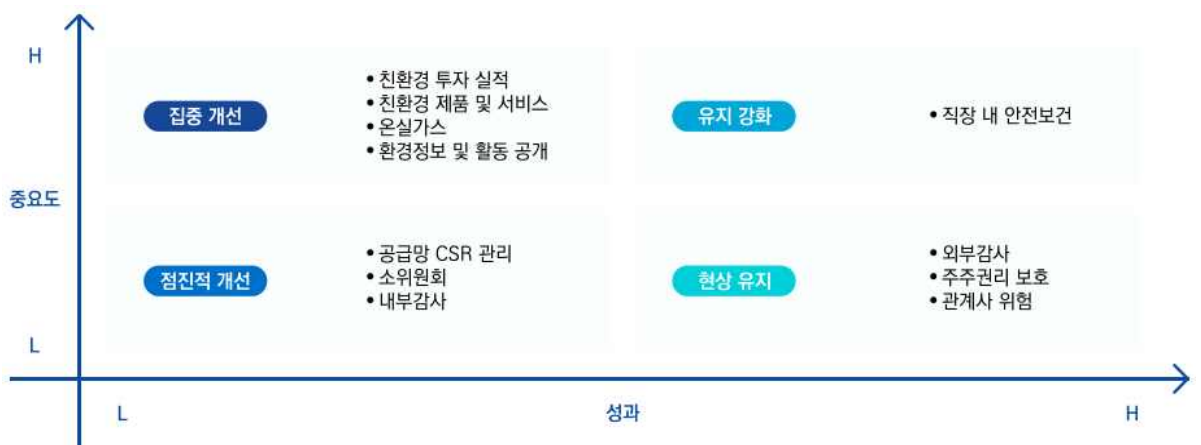 H
집중 개선
• 친환경 투자 실적
• 친환경 제품 및 서비스
• 온실가스
• 환경정보 및 활동 공개
유지 강화
• 직장 내 안전보건
중요도
점진적 개선
• 공급망 CSR 관리
• 소위원회
• 내부감사
현상 유지
• 외부감사
• 주주권리 보호
• 관계사 위험
L
L
성과
H